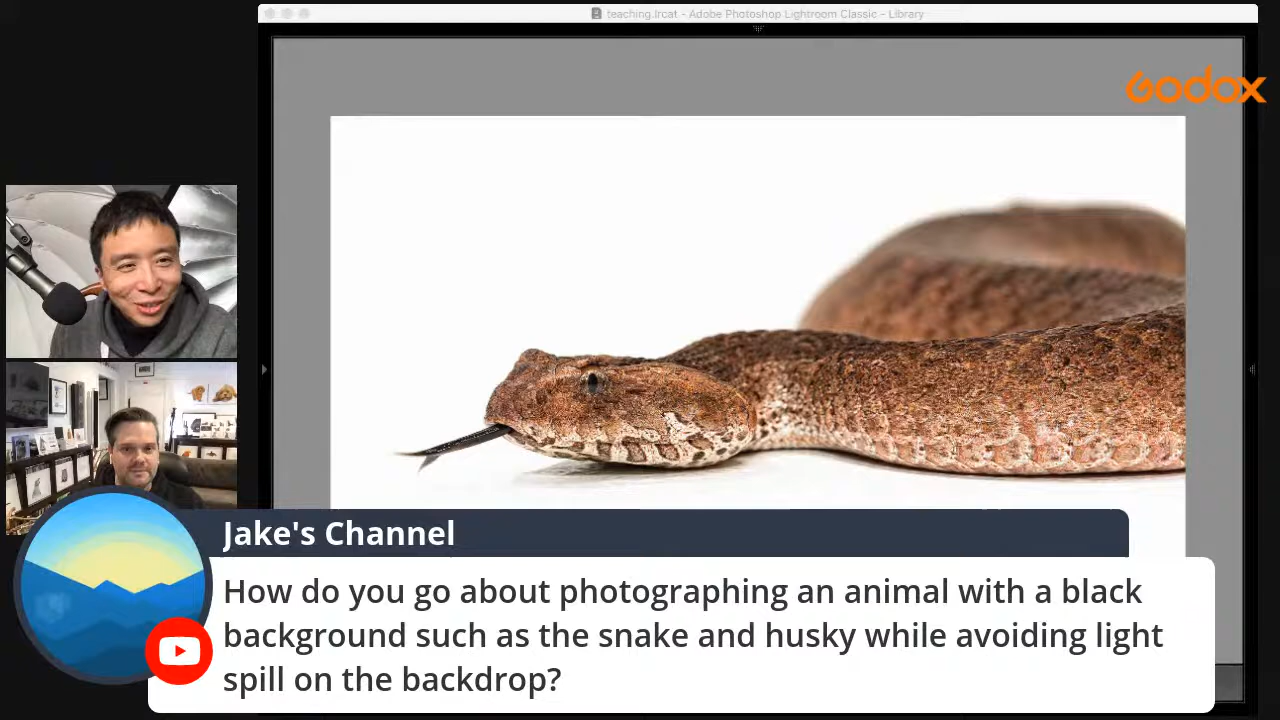 teaching.lrcat - Adobe Photoshop Lightroom Classic - Library
Godox
Jake's Channel
How do you go about photographing an animal with a black
background such as the snake and husky while avoiding light
spill on the backdrop?